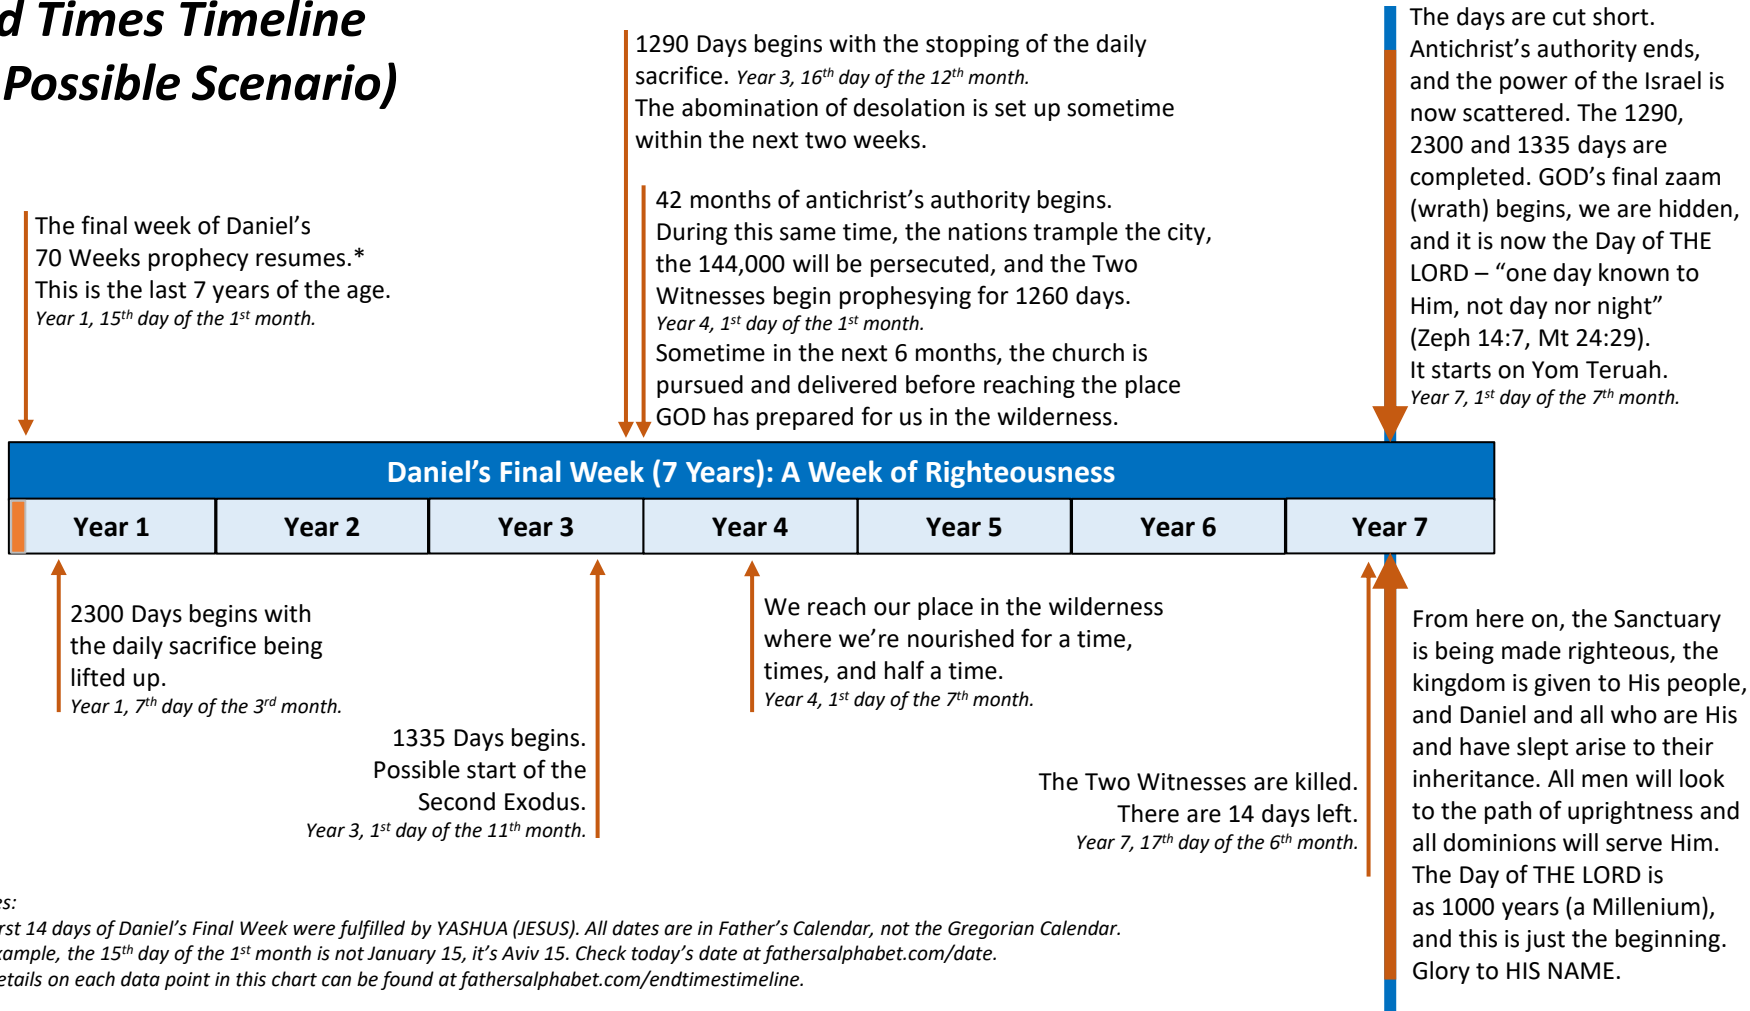 d Times Timeline
Possible Scenario)
The final week of Daniel’s
70 Weeks prophecy resumes.*
This is the last 7 years of the age.
Year 1, 15th day of the 1st month.
1290 Days begins with the stopping of the daily
sacrifice. Year 3, 16th day of the 12th month.
The abomination of desolation is set up sometime
within the next two weeks.
42 months of antichrist’s authority begins.
During this same time, the nations trample the city,
the 144,000 will be persecuted, and the Two
Witnesses begin prophesying for 1260 days.
Year 4, 1st day of the 1st month.
Sometime in the next 6 months, the church is
pursued and delivered before reaching the place
GOD has prepared for us in the wilderness.
The days are cut short.
Antichrist’s authority ends,
and the power of the Israel is
now scattered. The 1290,
2300 and 1335 days are
completed. GOD’s final zaam
(wrath) begins, we are hidden,
and it is now the Day of THE
LORD – “one day known to
Him, not day nor night”
(Zeph 14:7, Mt 24:29).
It starts on Yom Teruah.
Year 7, 1st day of the 7th month.
Daniel’s Final Week (7 Years): A Week of Righteousness
Year 1 Year 2 Year 3 Year 4 Year 5 Year 6 Year 7
2300 Days begins with
the daily sacrifice being
lifted up.
Year 1, 7th day of the 3rd month.
1335 Days begins.
Possible start of the
Second Exodus.
Year 3, 1st day of the 11th month.
We reach our place in the wilderness
where we’re nourished for a time,
times, and half a time.
Year 4, 1st day of the 7th month.
The Two Witnesses are killed.
There are 14 days left.
Year 7, 17th day of the 6th month.
From here on, the Sanctuary
is being made righteous, the
kingdom is given to His people,
and Daniel and all who are His
and have slept arise to their
inheritance. All men will look
to the path of uprightness and
all dominions will serve Him.
The Day of THE LORD is
as 1000 years (a Millenium),
and this is just the beginning.
Glory to HIS NAME.
es:
rst 14 days of Daniel’s Final Week were fulfilled by YASHUA (JESUS). All dates are in Father’s Calendar, not the Gregorian Calendar.
xample, the 15th day of the 1st month is not January 15, it’s Aviv 15. Check today’s date at fathersalphabet.com/date.
etails on each data point in this chart can be found at fathersalphabet.com/endtimestimeline.